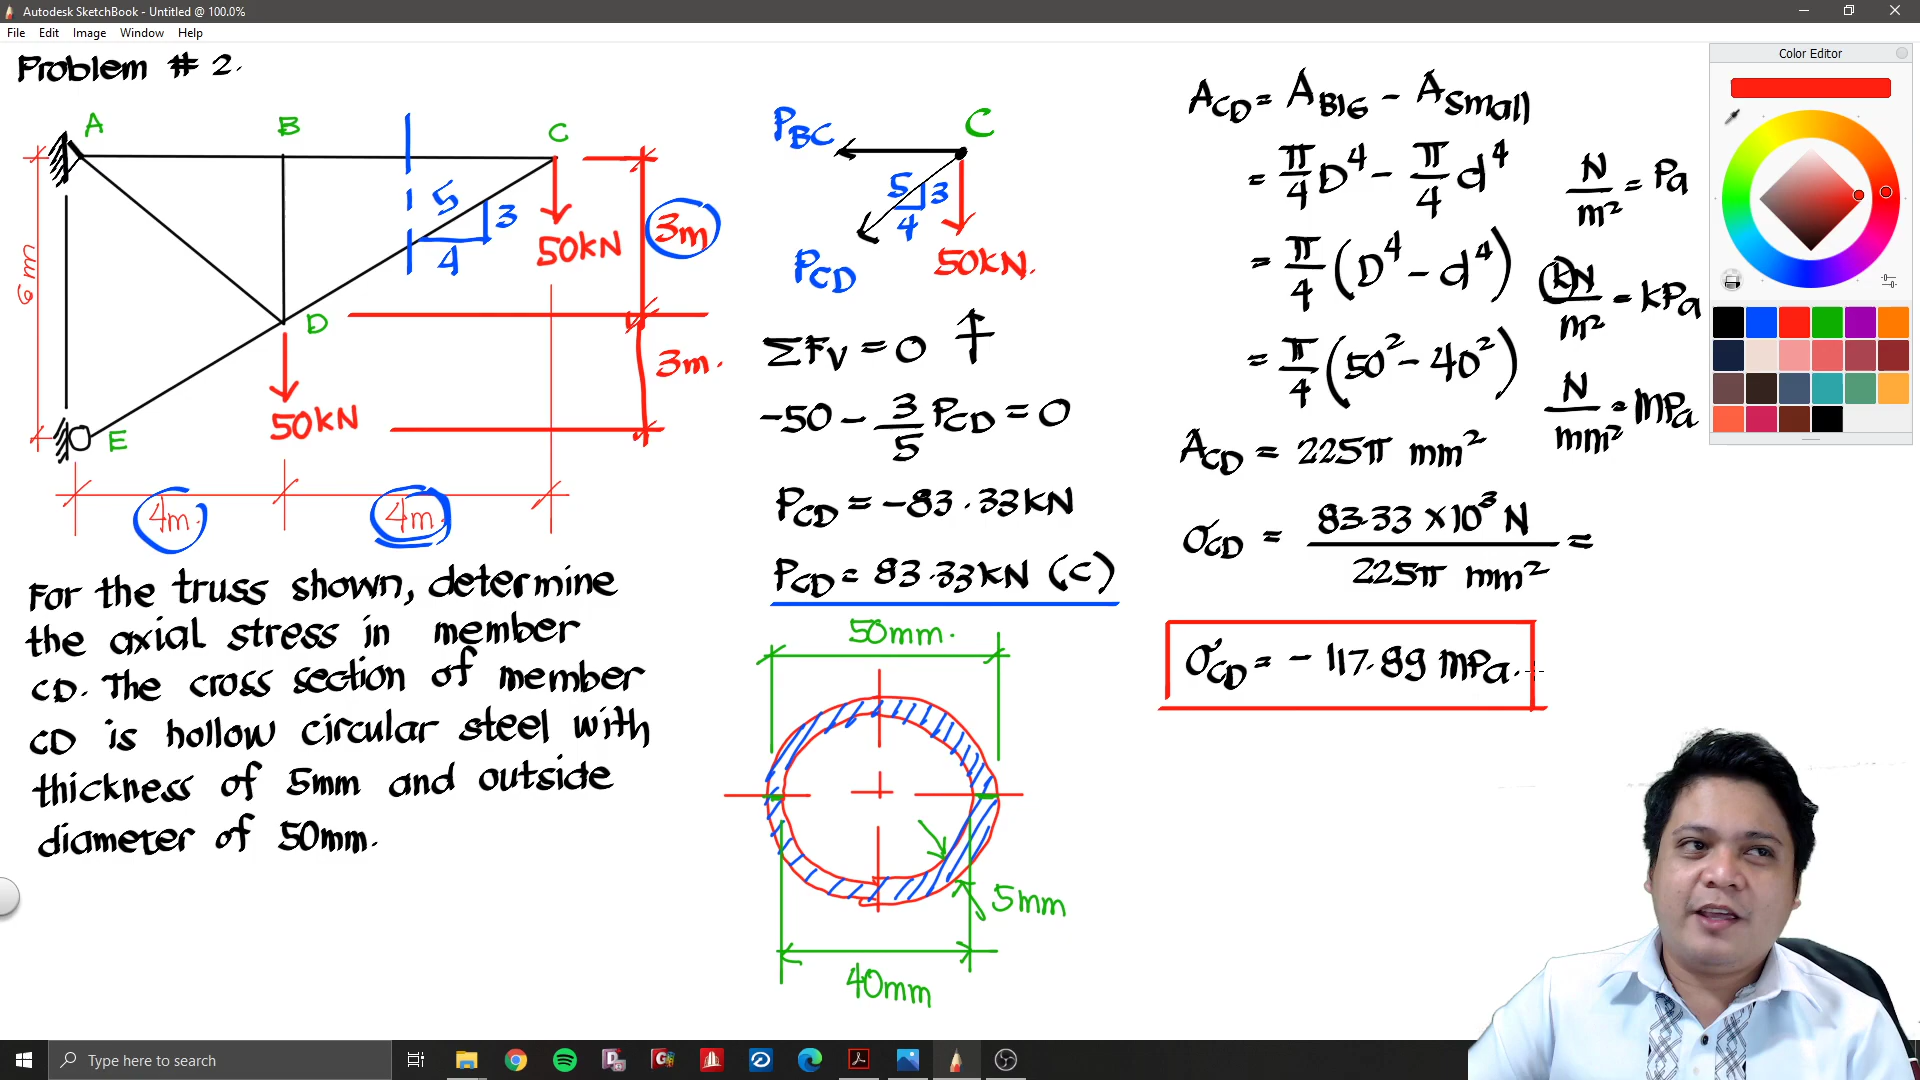 Autodesk SketchBook - Untitled @ 100.0%
File Edit Image Window Help
Problem # 2.
A
B
C
5
3
4
50kN
3m
6m
D
3m.
50kN
E
4m.
4m.
For the truss shown, determine
the axial stress in member
CD. The cross section of member
CD is hollow circular steel with
thickness of 5mm and outside
diameter of 50mm.
PBC
C
5
3
4
PCD
50kN.
ΣFV = 0
-50 - 3/5 PCD = 0
PCD = -83.33kN
PCD = 83.33kN (C)
50mm.
5mm
40mm
ACD = ABIG - ASmall
= π/4 D⁴ - π/4 d⁴
= π/4 (D⁴ - d⁴)
= π/4 (50² - 40²)
ACD = 225π mm²
σCD = 83.33 x10³ N / 225π mm² =
σCD = - 117.89 MPa.
N/m² = Pa
kN/m² = kPa
N/mm² = MPa
Color Editor
Type here to search